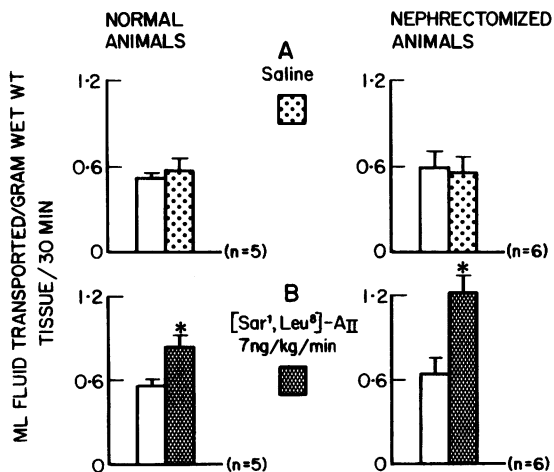 NORMAL
ANIMALS
NEPHRECTOMIZED
ANIMALS
A
Saline
ML FLUID TRANSPORTED/GRAM WET WT
TISSUE/30 MIN
1·2
0·6
0
(n=5)
1·2
0·6
0
(n=6)
B
[Sar¹, Leu⁸]-AII
7ng/kg/min
1·2
0·6
0
*
(n=5)
1·2
0·6
0
*
(n=6)